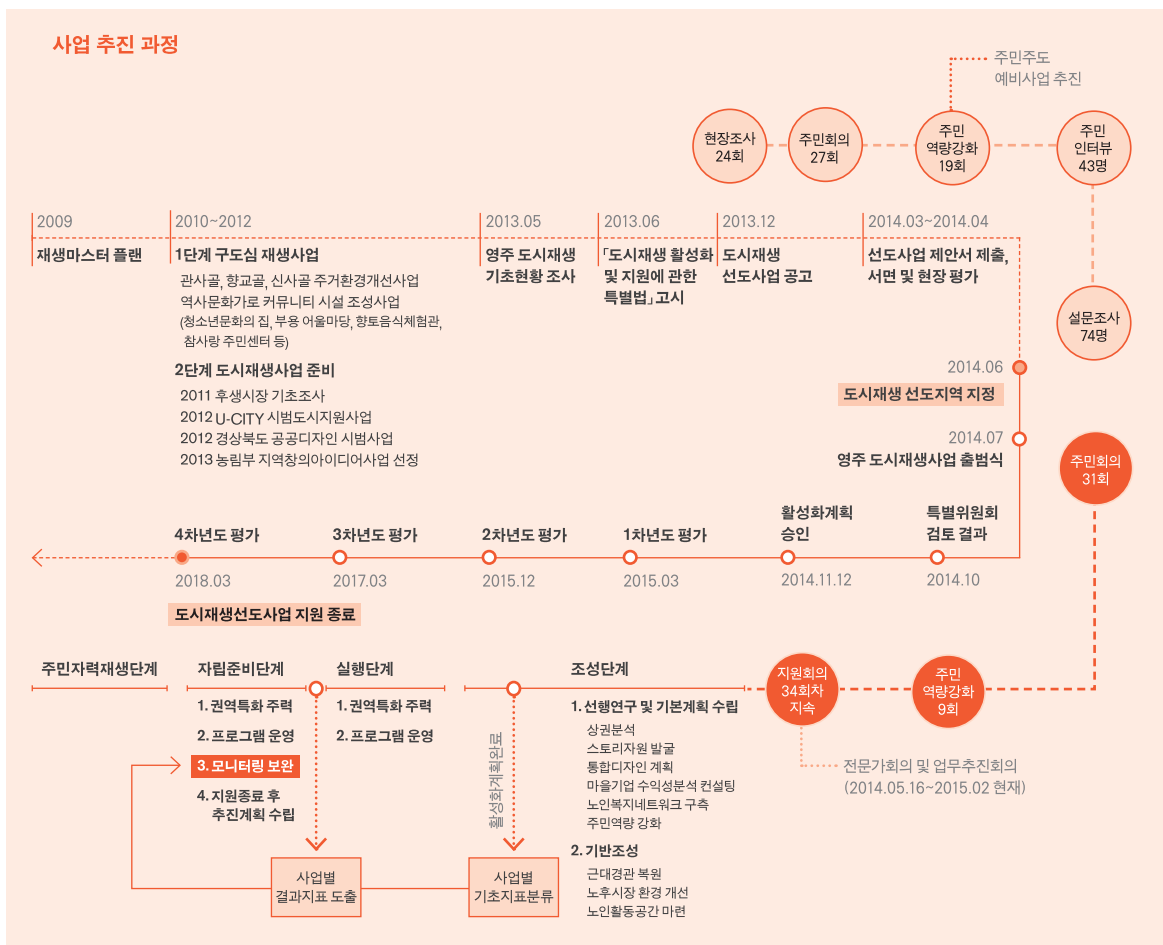 사업 추진 과정
주민주도
예비사업 추진
현장조사
24회
주민회의
27회
주민
역량강화
19회
주민
인터뷰
43명
설문조사
74명
2009
재생마스터 플랜
2010~2012
1단계 구도심 재생사업
관사골, 향교골, 신사골 주거환경개선사업
역사문화가로 커뮤니티 시설 조성사업
(청소년문화의 집, 부용 어울마당, 향토음식체험관,
참사랑 주민센터 등)
2단계 도시재생사업 준비
2011 후생시장 기초조사
2012 U-CITY 시범도시지원사업
2012 경상북도 공공디자인 시범사업
2013 농림부 지역창의아이디어사업 선정
2013.05
영주 도시재생
기초현황 조사
2013.06
「도시재생 활성화
및 지원에 관한
특별법」고시
2013.12
도시재생
선도사업 공고
2014.03~2014.04
선도사업 제안서 제출,
서면 및 현장 평가
2014.06
도시재생 선도지역 지정
2014.07
영주 도시재생사업 출범식
주민회의
31회
특별위원회
검토 결과
2014.10
활성화계획
승인
2014.11.12
1차년도 평가
2015.03
2차년도 평가
2015.12
3차년도 평가
2017.03
4차년도 평가
2018.03
도시재생선도사업 지원 종료
주민자력재생단계
자립준비단계
1. 권역특화 주력
2. 프로그램 운영
3. 모니터링 보완
4. 지원종료 후
추진계획 수립
실행단계
1. 권역특화 주력
2. 프로그램 운영
조성단계
1. 선행연구 및 기본계획 수립
상권분석
스토리자원 발굴
통합디자인 계획
마을기업 수익성분석 컨설팅
노인복지네트워크 구축
주민역량 강화
2. 기반조성
근대경관 복원
노후시장 환경 개선
노인활동공간 마련
활성화계획완료
사업별
결과지표 도출
사업별
기초지표분류
지원회의
34회차
지속
주민
역량강화
9회
전문가회의 및 업무추진회의
(2014.05.16~2015.02 현재)